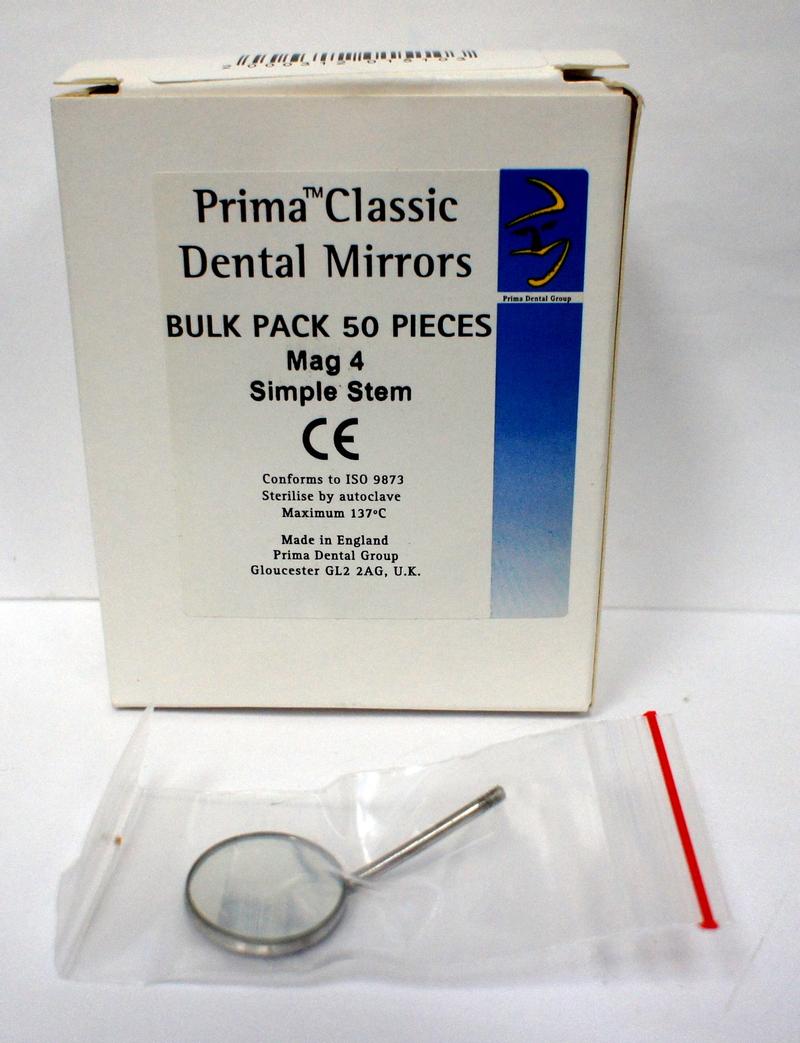 Prima™Classic
Dental Mirrors
Prima Dental Group
BULK PACK 50 PIECES
Mag 4
Simple Stem
CE
Conforms to ISO 9873
Sterilise by autoclave
Maximum 137ºC
Made in England
Prima Dental Group
Gloucester GL2 2AG, U.K.